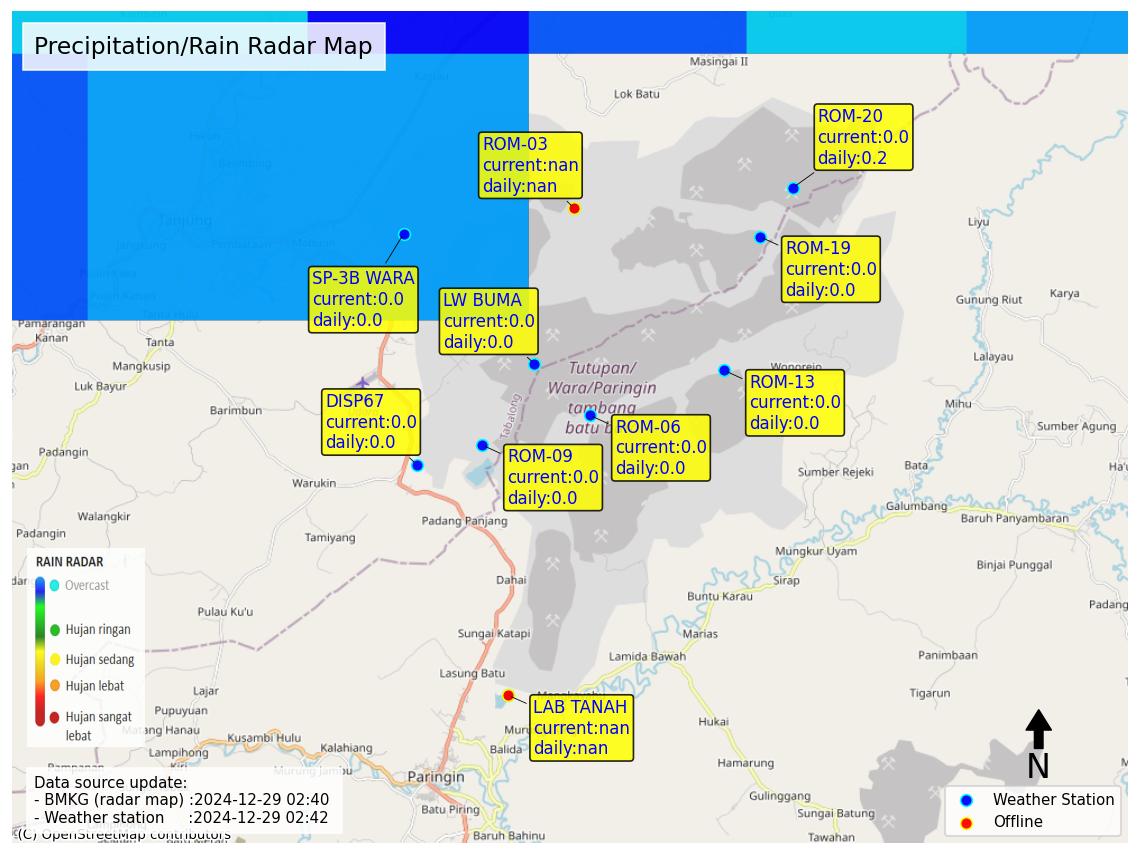 Precipitation/Rain Radar Map
Masingai II
Lok Batu
ROM-20
current:0.0
daily:0.2
ROM-03
current:nan
daily:nan
Tanjung
Liyu
ROM-19
current:0.0
daily:0.0
SP-3B WARA
current:0.0
daily:0.0
LW BUMA
current:0.0
daily:0.0
Gunung Riut
Karya
Tanta Hulu
Pamarangan
Kanan
Tanta
Mangkusip
Lalayau
Luk Bayur
Tutupan/
Wara/Paringin
tambang
batu b
Wonorejo
ROM-13
current:0.0
daily:0.0
DISP67
current:0.0
daily:0.0
Barimbun
Tabalong
Mihu
ROM-06
current:0.0
daily:0.0
Sumber Agung
Padangin
ROM-09
current:0.0
daily:0.0
gan
Bata
Ha'u
Sumber Rejeki
Warukin
Galumbang
Walangkir
Padang Panjang
Baruh Panyambaran
Padangin
Tamiyang
Mungkur Uyam
Binjai Punggal
RAIN RADAR
Overcast
Hujan ringan
Hujan sedang
Hujan lebat
Hujan sangat
lebat
Dahai
Sirap
Buntu Karau
Padang
Pulau Ku'u
Sungai Katapi
Marias
Lamida Bawah
Panimbaan
Lasung Batu
Lajar
Tigarun
LAB TANAH
current:nan
daily:nan
Pupuyuan
Hukai
Matang Hanau
Kusambi Hulu
Lampihong
Kalahiang
Balida
Hamarung
Murung Jambu
Paringin
N
Data source update:
- BMKG (radar map) :2024-12-29 02:40
- Weather station :2024-12-29 02:42
Gulinggang
Weather Station
Offline
Batu Piring
Sungai Batung
(C) OpenStreetMap contributors
Baruh Bahinu
Tawahan